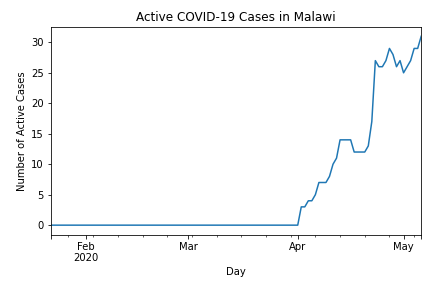 Active COVID-19 Cases in Malawi
Number of Active Cases
30
25
20
15
10
5
0
Feb
2020
Mar
Apr
May
Day